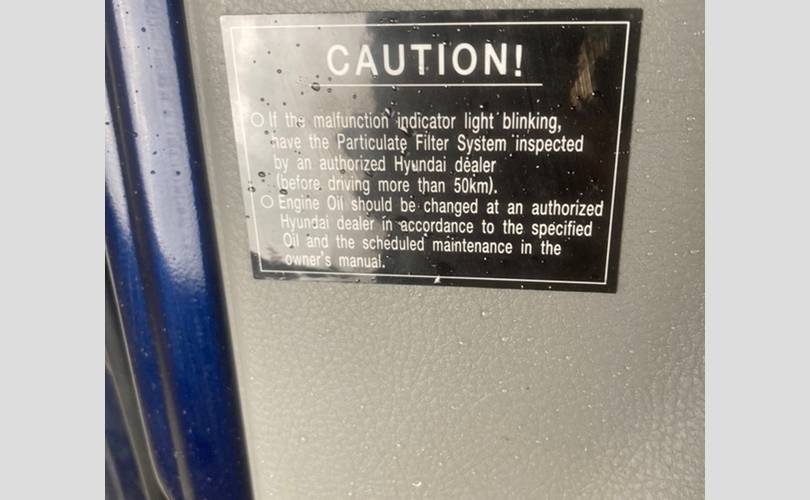 CAUTION!
○ If the malfunction indicator light blinking,
have the Particulate Filter System inspected
by an authorized Hyundai dealer
(before driving more than 50km).
○ Engine Oil should be changed at an authorized
Hyundai dealer in accordance to the specified
Oil and the scheduled maintenance in the
owner's manual.